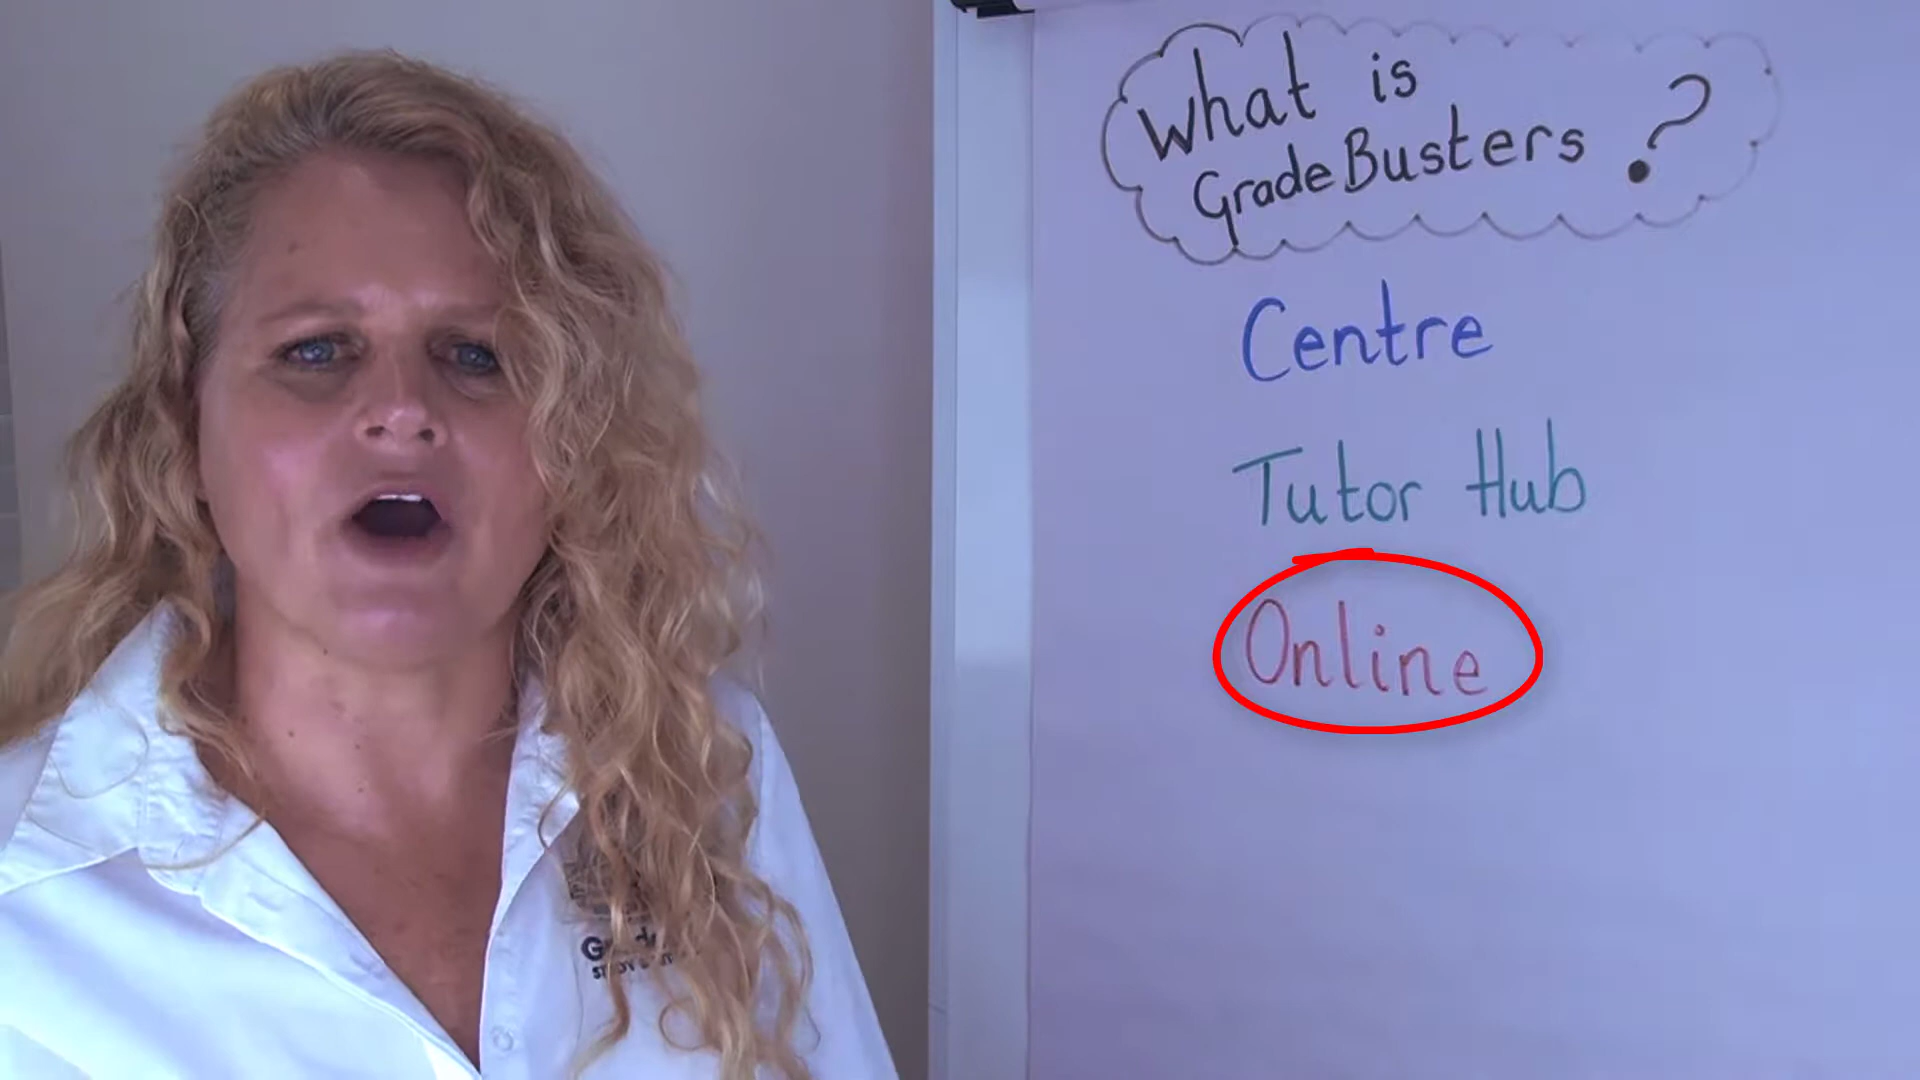 What is
GradeBusters ?
Centre
Tutor Hub
Online